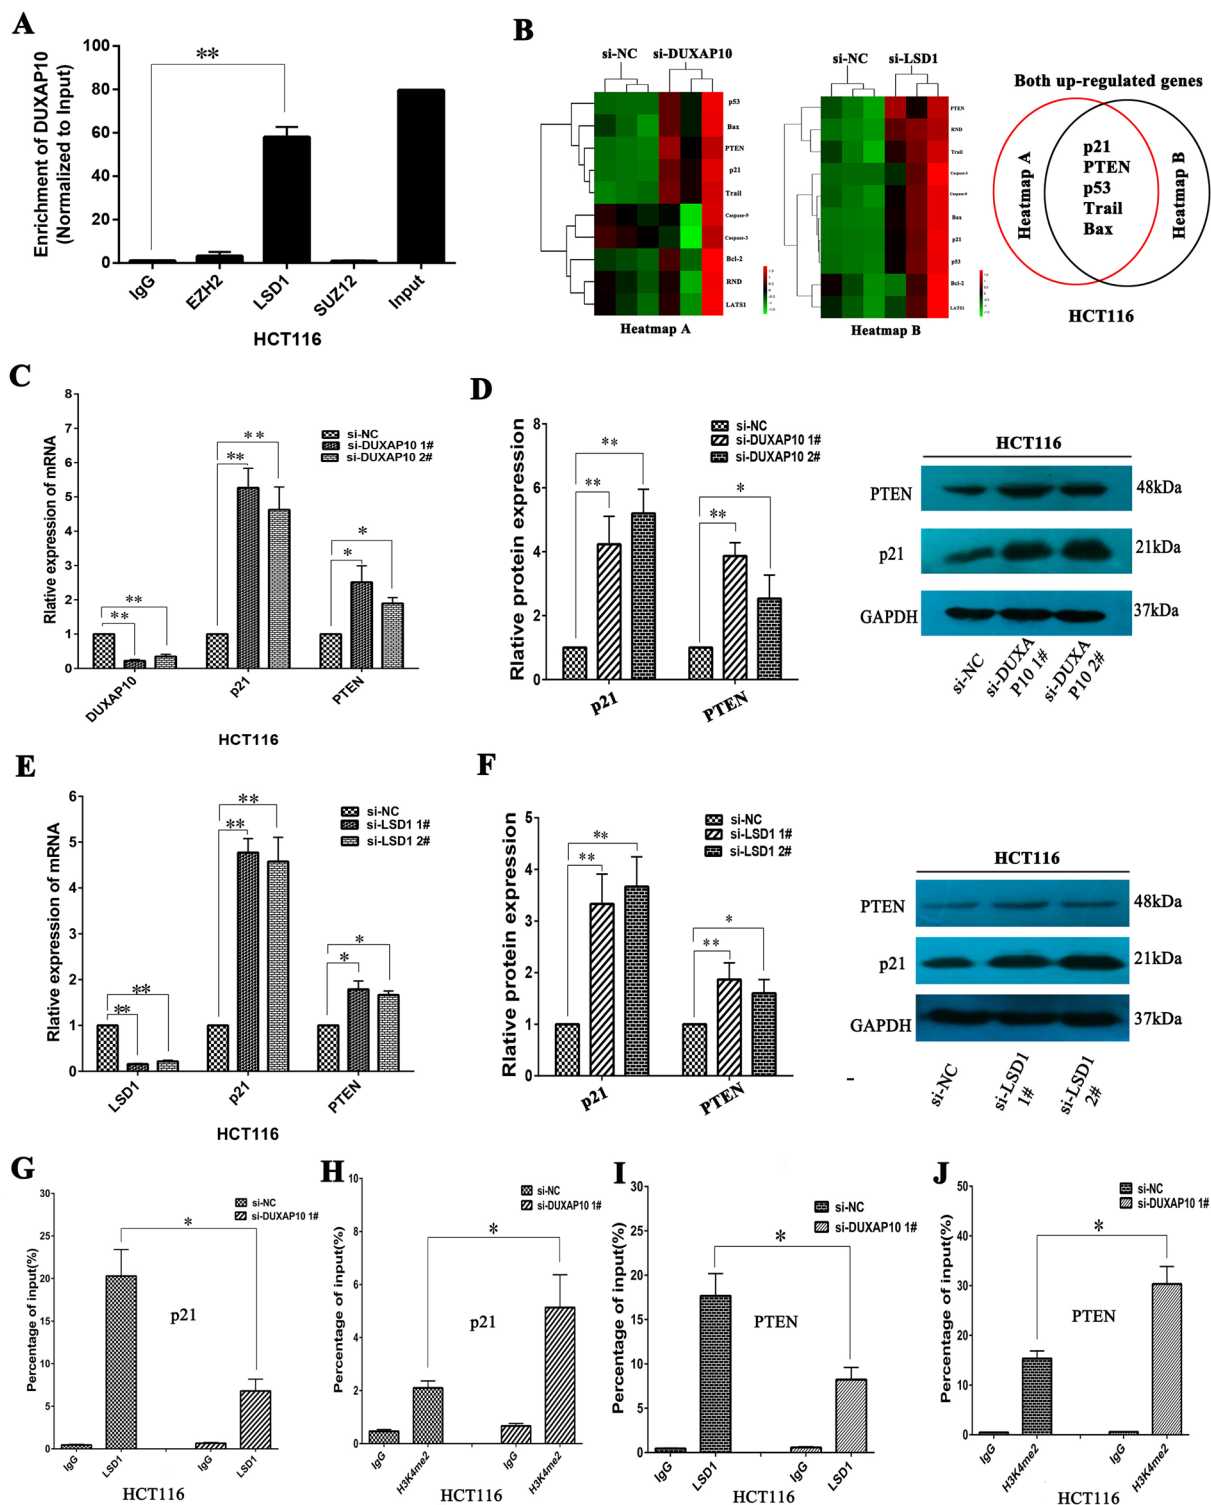 A
Enrichment of DUXAP10
(Normalized to Input)
100
80
60
40
20
0
**
IgG
EZH2
LSD1
SUZ12
Input
HCT116
B
si-NC
si-DUXAP10
p53
Bax
PTEN
p21
Trail
Caspase-9
Caspase-3
Bcl-2
RND
LATS1
Heatmap A
si-NC
si-LSD1
PTEN
RND
Trail
Caspase-3
Caspase-9
Bax
p21
p53
Bcl-2
LATS1
Heatmap B
Both up-regulated genes
Heatmap A
p21
PTEN
p53
Trail
Bax
Heatmap B
HCT116
C
Rlative expression of mRNA
8
7
6
5
4
3
2
1
0
si-NC
si-DUXAP10 1#
si-DUXAP10 2#
**
**
**
**
*
*
DUXAP10
p21
PTEN
HCT116
D
Rlative protein expression
8
6
4
2
0
si-NC
si-DUXAP10 1#
si-DUXAP10 2#
**
**
*
**
p21
PTEN
HCT116
PTEN
48kDa
p21
21kDa
GAPDH
37kDa
si-NC
si-DUXA
P10 1#
si-DUXA
P10 2#
E
Rlative expression of mRNA
6
5
4
3
2
1
0
si-NC
si-LSD1 1#
si-LSD1 2#
**
**
**
**
*
*
LSD1
p21
PTEN
HCT116
F
Rlative protein expression
5
4
3
2
1
0
si-NC
si-LSD1 1#
si-LSD1 2#
**
**
*
**
p21
PTEN
HCT116
PTEN
48kDa
p21
21kDa
GAPDH
37kDa
si-NC
si-LSD1
1#
si-LSD1
2#
G
Percentage of input(%)
30
25
20
15
10
5
0
si-NC
si-DUXAP10 1#
*
p21
IgG
LSD1
IgG
LSD1
HCT116
H
Percentage of input(%)
10
8
6
4
2
0
si-NC
si-DUXAP10 1#
*
p21
IgG
H3K4me2
IgG
H3K4me2
HCT116
I
Percentage of input(%)
30
25
20
15
10
5
0
si-NC
si-DUXAP10 1#
*
PTEN
IgG
LSD1
IgG
LSD1
HCT116
J
Percentage of input(%)
50
40
30
20
10
0
si-NC
si-DUXAP10 1#
*
PTEN
IgG
H3K4me2
IgG
H3K4me2
HCT116